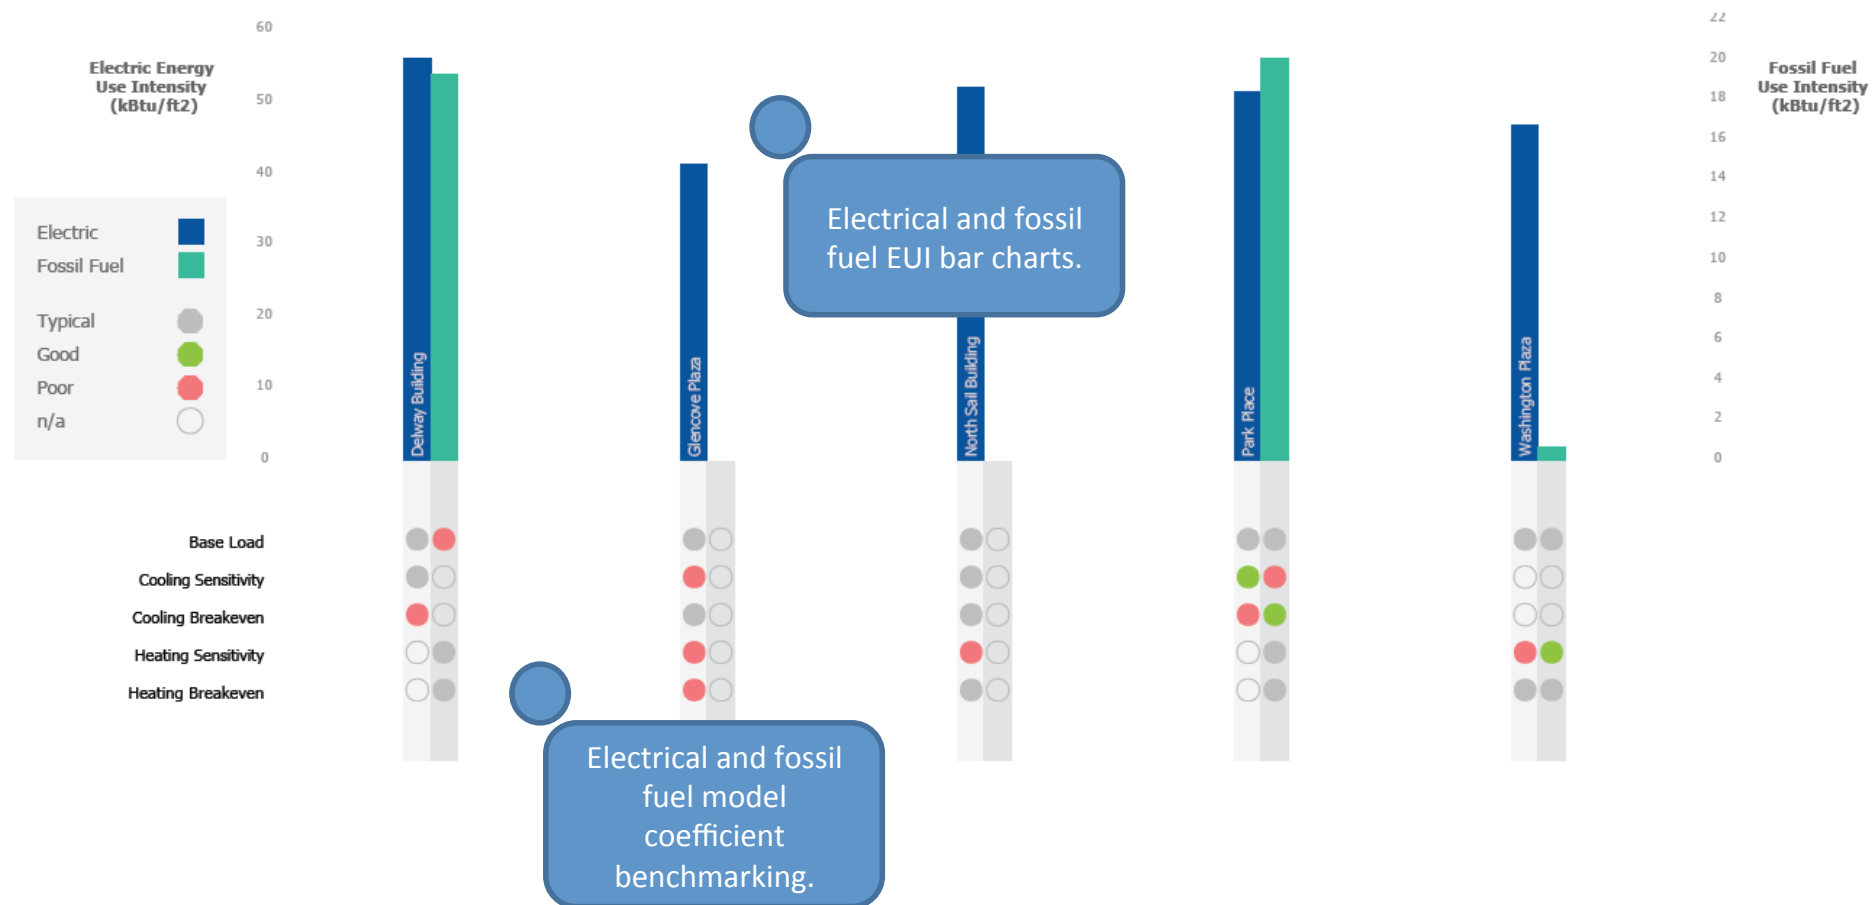 Electric Energy
Use Intensity
(kBtu/ft2)
60
50
40
30
20
10
0
Electric
Fossil Fuel
Typical
Good
Poor
n/a
Delway Building
Glencove Plaza
North Sail Building
Park Place
Washington Plaza
Electrical and fossil
fuel EUI bar charts.
22
20
18
16
14
12
10
8
6
4
2
0
Fossil Fuel
Use Intensity
(kBtu/ft2)
Base Load
Cooling Sensitivity
Cooling Breakeven
Heating Sensitivity
Heating Breakeven
Electrical and fossil
fuel model
coefficient
benchmarking.